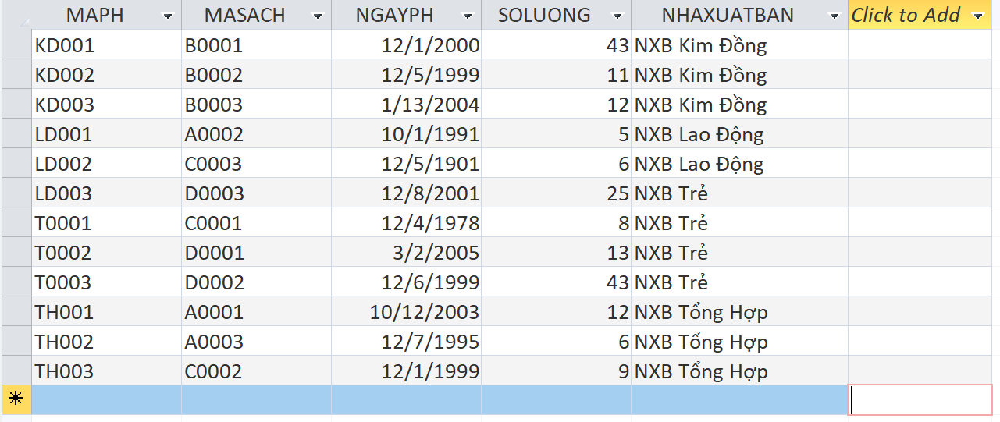 MAPH MASACH NGAYPH SOLUONG NHAXUATBAN Click to Add
KD001 B0001 12/1/2000 43 NXB Kim Đồng
KD002 B0002 12/5/1999 11 NXB Kim Đồng
KD003 B0003 1/13/2004 12 NXB Kim Đồng
LD001 A0002 10/1/1991 5 NXB Lao Động
LD002 C0003 12/5/1901 6 NXB Lao Động
LD003 D0003 12/8/2001 25 NXB Trẻ
T0001 C0001 12/4/1978 8 NXB Trẻ
T0002 D0001 3/2/2005 13 NXB Trẻ
T0003 D0002 12/6/1999 43 NXB Trẻ
TH001 A0001 10/12/2003 12 NXB Tổng Hợp
TH002 A0003 12/7/1995 6 NXB Tổng Hợp
TH003 C0002 12/1/1999 9 NXB Tổng Hợp